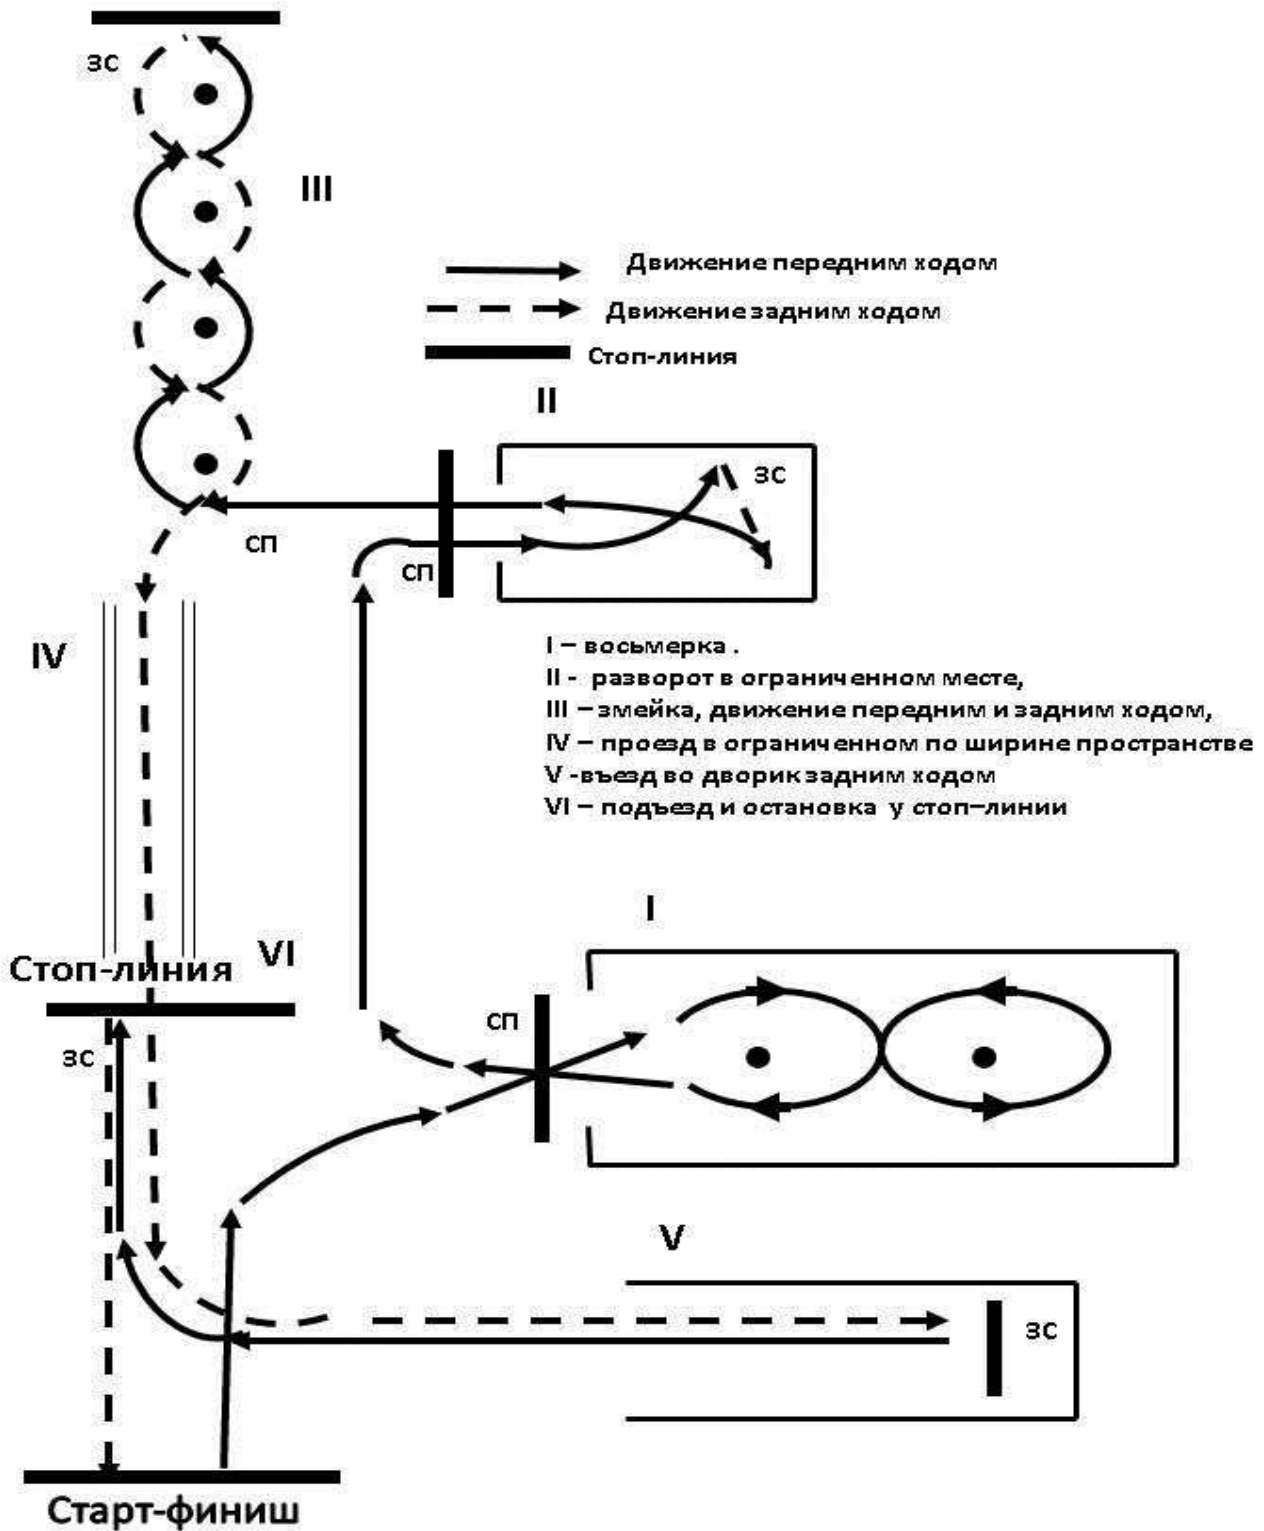 ЗС
III
Движение передним ходом
Движение задним ходом
Стоп-линия
II
ЗС
СП
СП
IV
I – восьмерка .
II - разворот в ограниченном месте,
III – змейка, движение передним и задним ходом,
IV – проезд в ограниченном по ширине пространстве
V -въезд во дворик задним ходом
VI – подъезд и остановка у стоп–линии
I
VI
Стоп-линия
СП
ЗС
V
ЗС
Старт-финиш